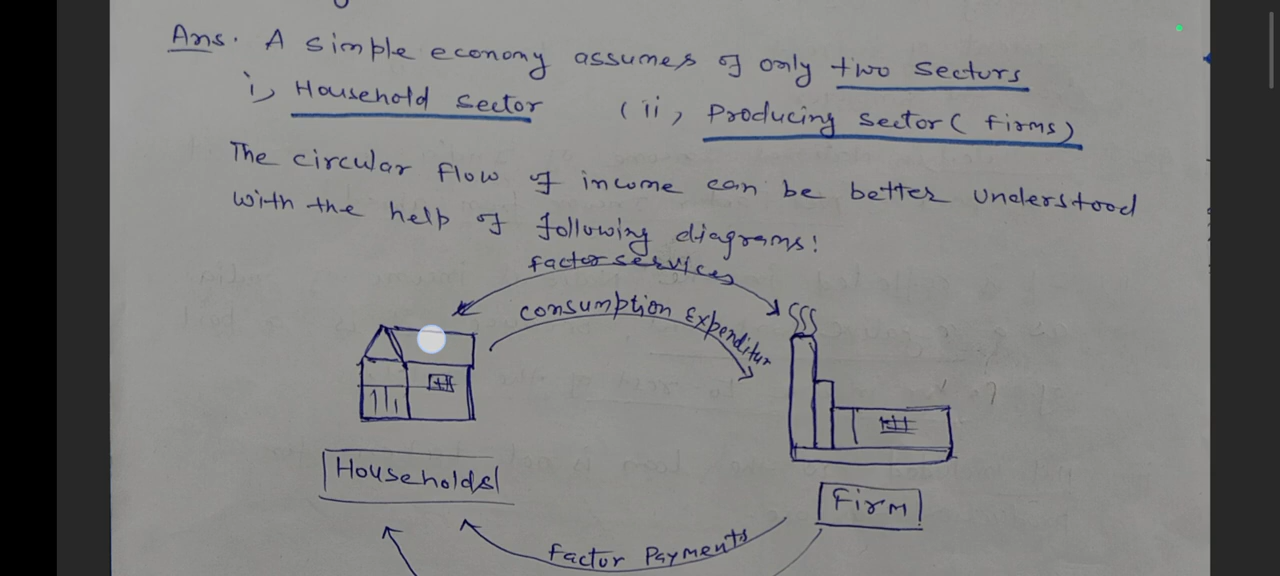 Ans. A simple economy assumes of only two sectors
i, Household sector (ii, Producing sector ( firms)
The circular flow of income can be better understood
with the help of following diagrams:
factor services
consumption Expenditur
Households
Firm
Factor Payments